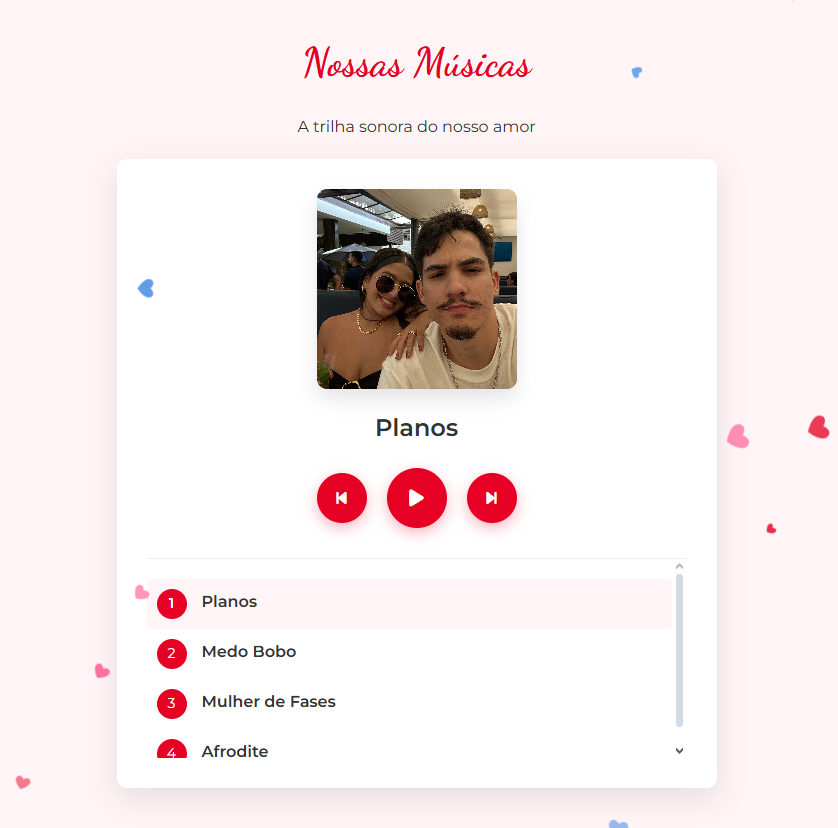 Nossas Músicas
A trilha sonora do nosso amor
Planos
1 Planos
2 Medo Bobo
3 Mulher de Fases
4 Afrodite